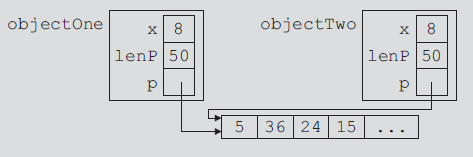 objectOne x 8 objectTwo x 8
lenP 50 lenP 50
p p
5 36 24 15 ...